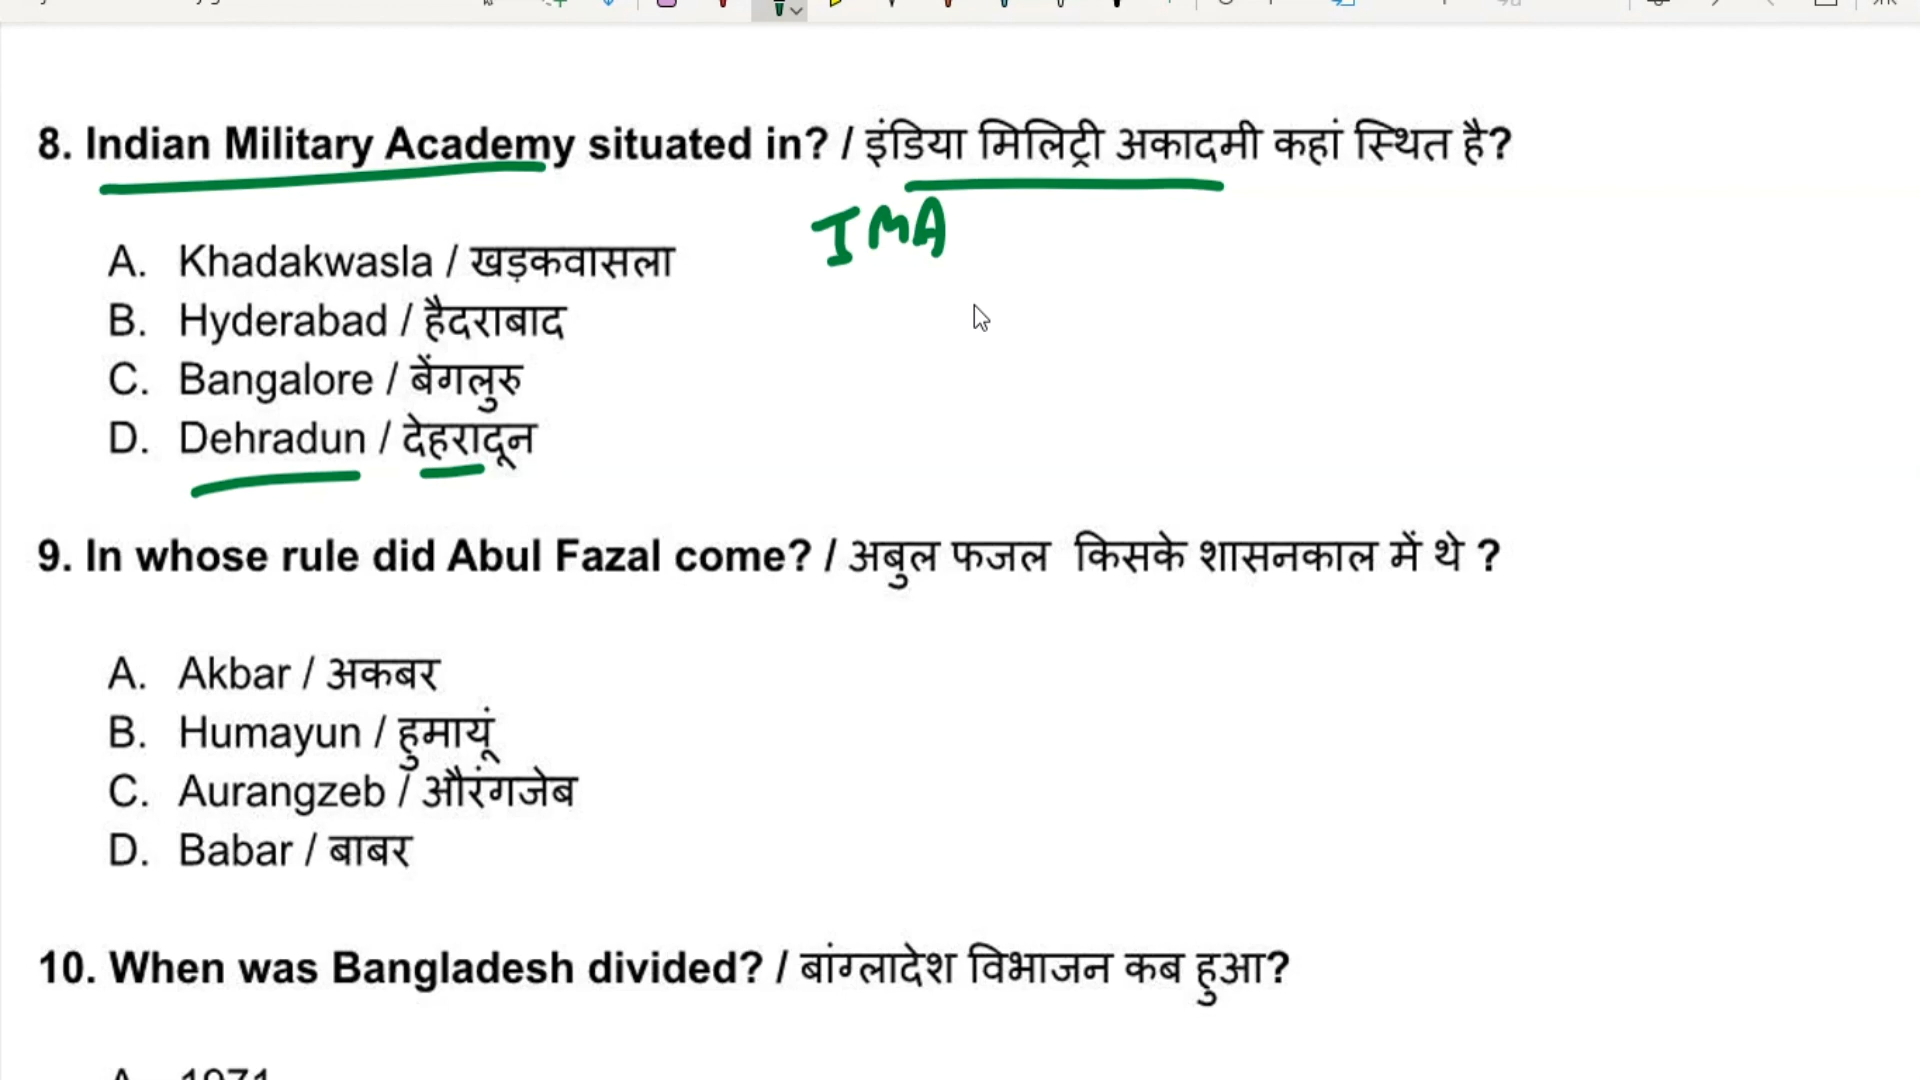 8. Indian Military Academy situated in? / इंडिया मिलिट्री अकादमी कहां स्थित है?
IMA
A. Khadakwasla / खड़कवासला
B. Hyderabad / हैदराबाद
C. Bangalore / बेंगलुरु
D. Dehradun / देहरादून
9. In whose rule did Abul Fazal come? / अबुल फजल किसके शासनकाल में थे ?
A. Akbar / अकबर
B. Humayun / हुमायूं
C. Aurangzeb / औरंगजेब
D. Babar / बाबर
10. When was Bangladesh divided? / बांग्लादेश विभाजन कब हुआ?
A. 1971